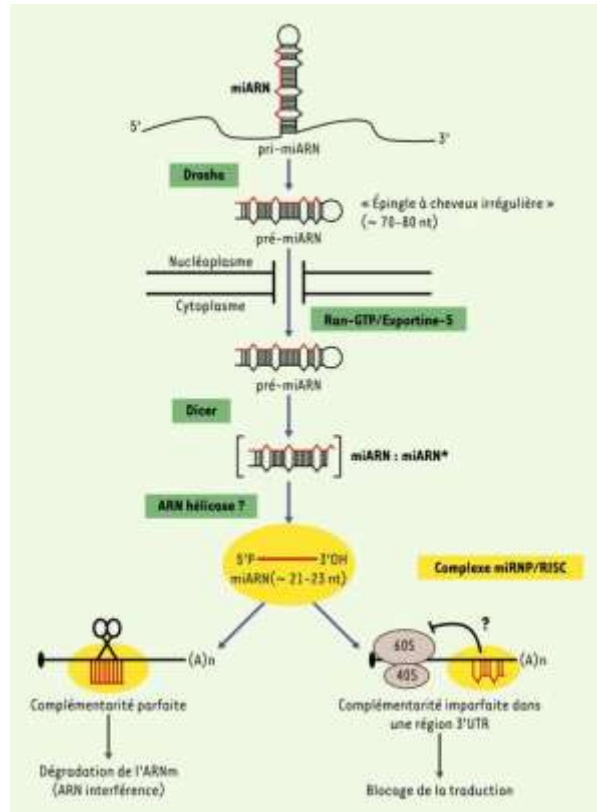 miARN
5'
3'
pri-miARN
Drosha
« Épingle à cheveux irrégulière »
(~ 70-80 nt)
pré-miARN
Nucléoplasme
Cytoplasme
Ran-GTP/Exportine-5
pré-miARN
Dicer
miARN : miARN*
ARN hélicase ?
5'P
3'OH
miARN(~ 21-23 nt)
Complexe miRNP/RISC
(A)n
60S
40S
?
(A)n
Complémentarité parfaite
Complémentarité imparfaite dans
une région 3'UTR
Dégradation de l'ARNm
(ARN interférence)
Blocage de la traduction